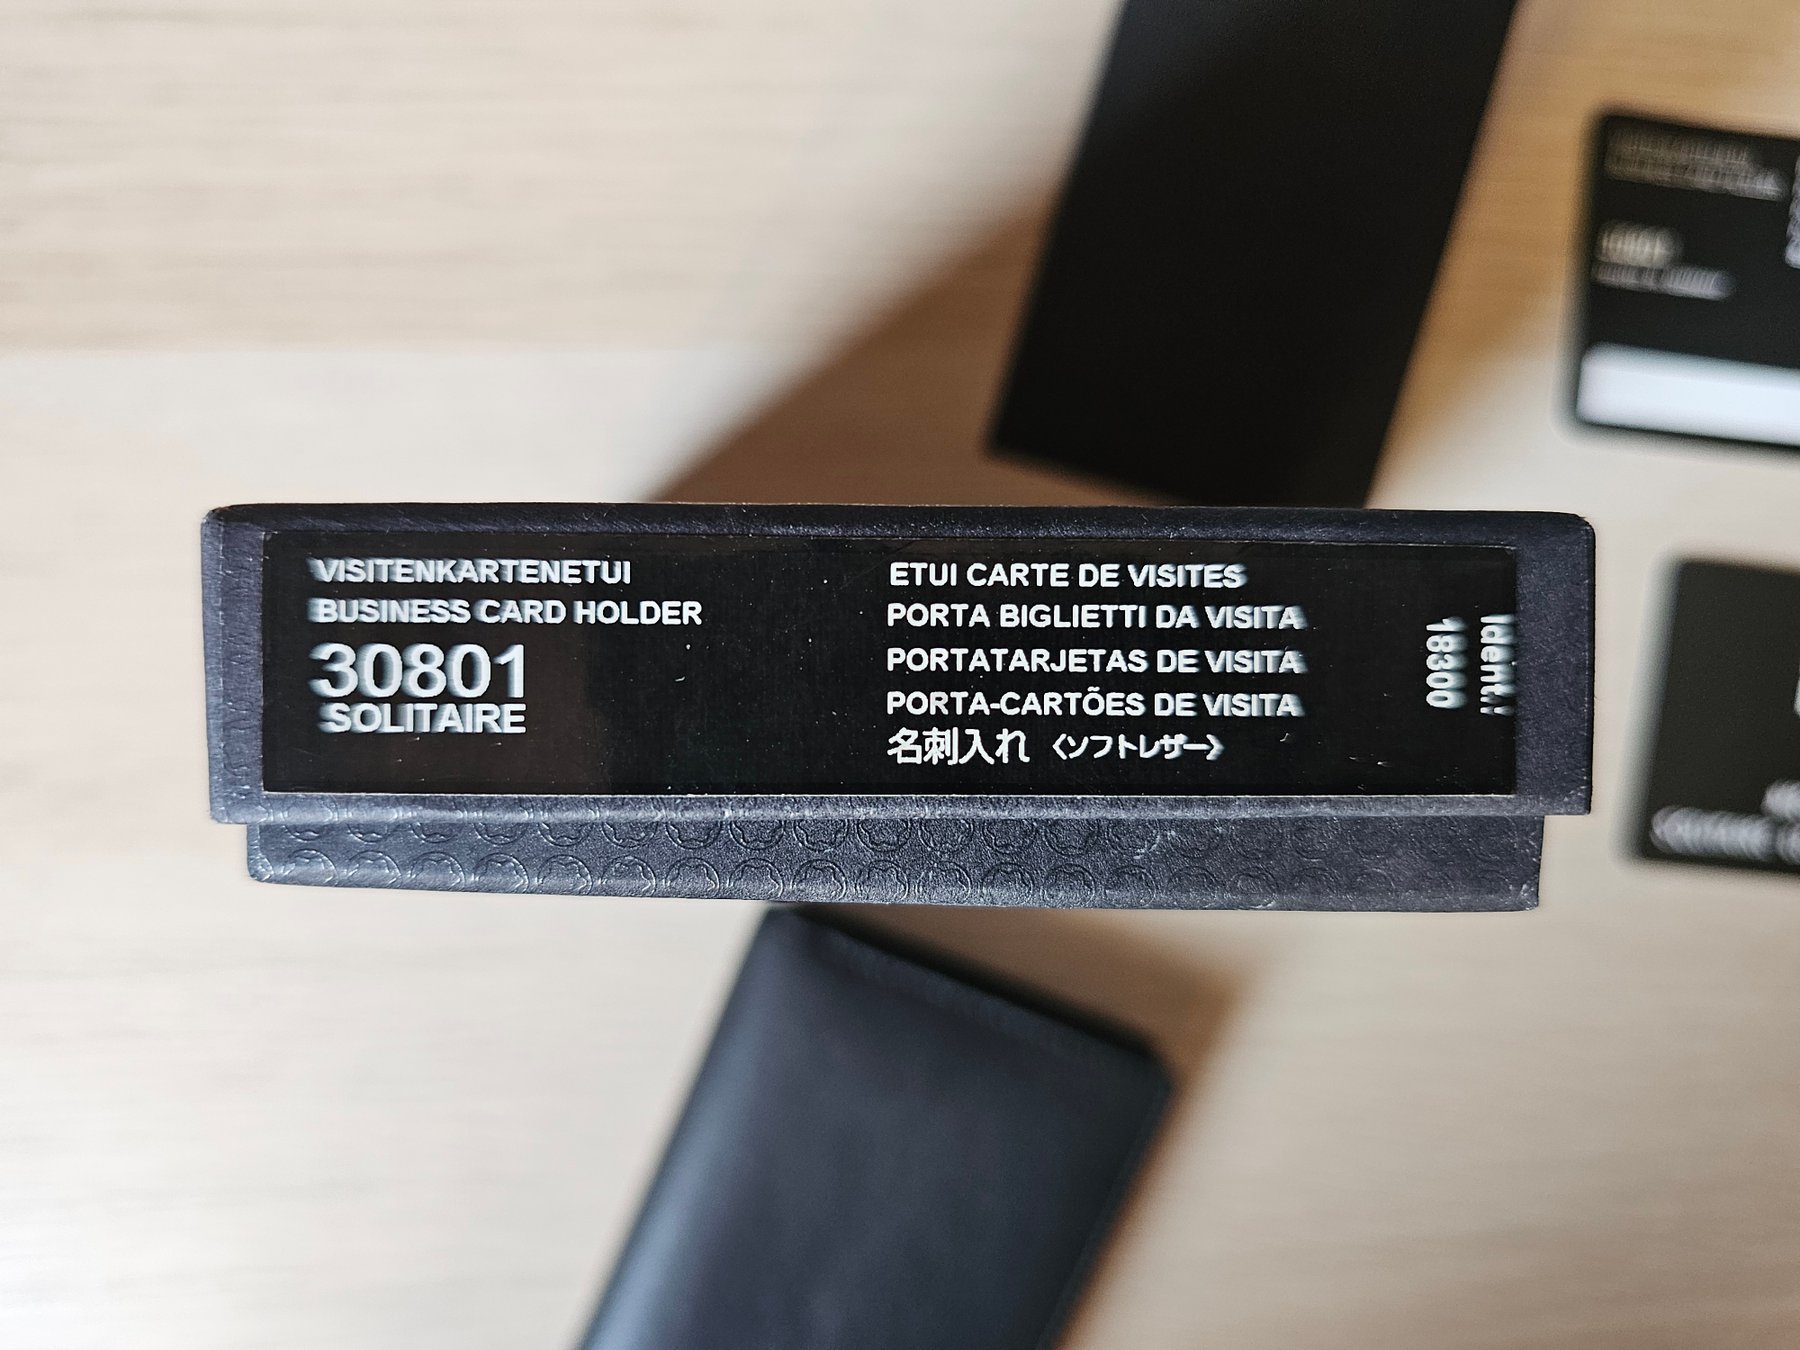 VISITENKARTENETUI
BUSINESS CARD HOLDER
30801
SOLITAIRE
ETUI CARTE DE VISITES
PORTA BIGLIETTI DA VISITA
PORTATARJETAS DE VISITA
PORTA-CARTÕES DE VISITA
名刺入れ 〈ソフトレザー〉
Ident.N
18300